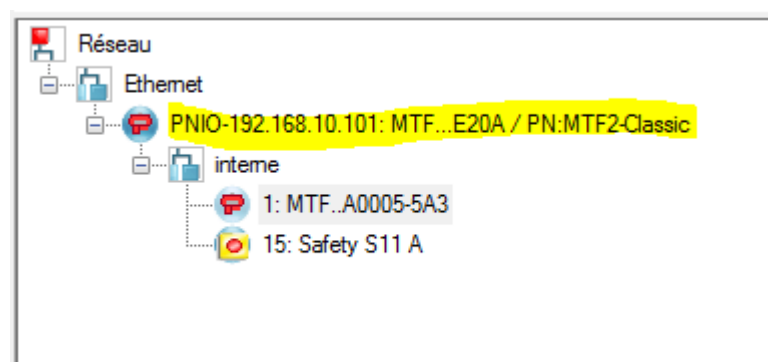 Réseau
Ethernet
PNIO-192.168.10.101: MTF...E20A / PN:MTF2-Classic
interne
1: MTF..A0005-5A3
15: Safety S11 A